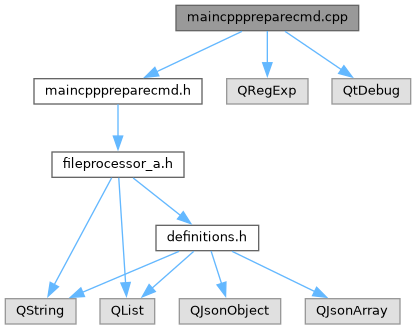 maincpppreparecmd.cpp
maincpppreparecmd.h
QRegExp
QtDebug
fileprocessor_a.h
definitions.h
QString
QList
QJsonObject
QJsonArray